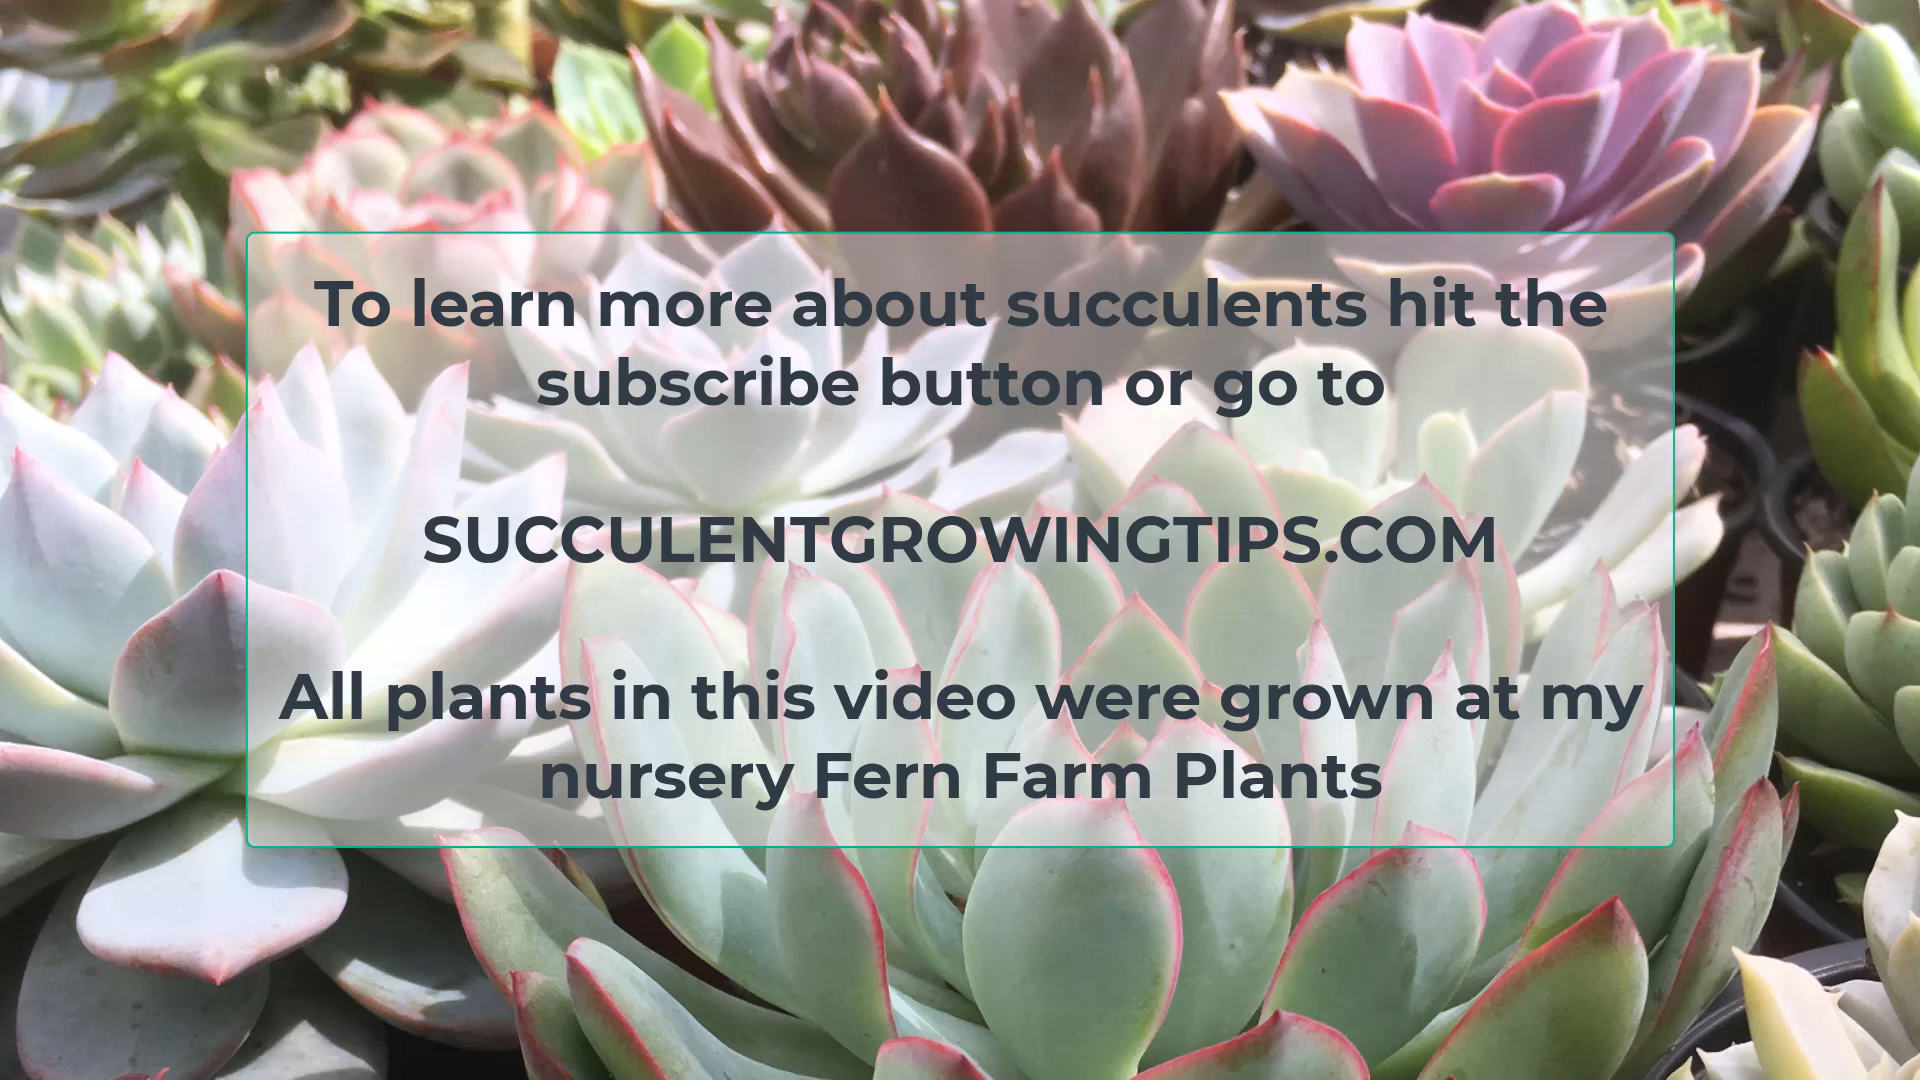 To learn more about succulents hit the
subscribe button or go to
SUCCULENTGROWINGTIPS.COM
All plants in this video were grown at my
nursery Fern Farm Plants